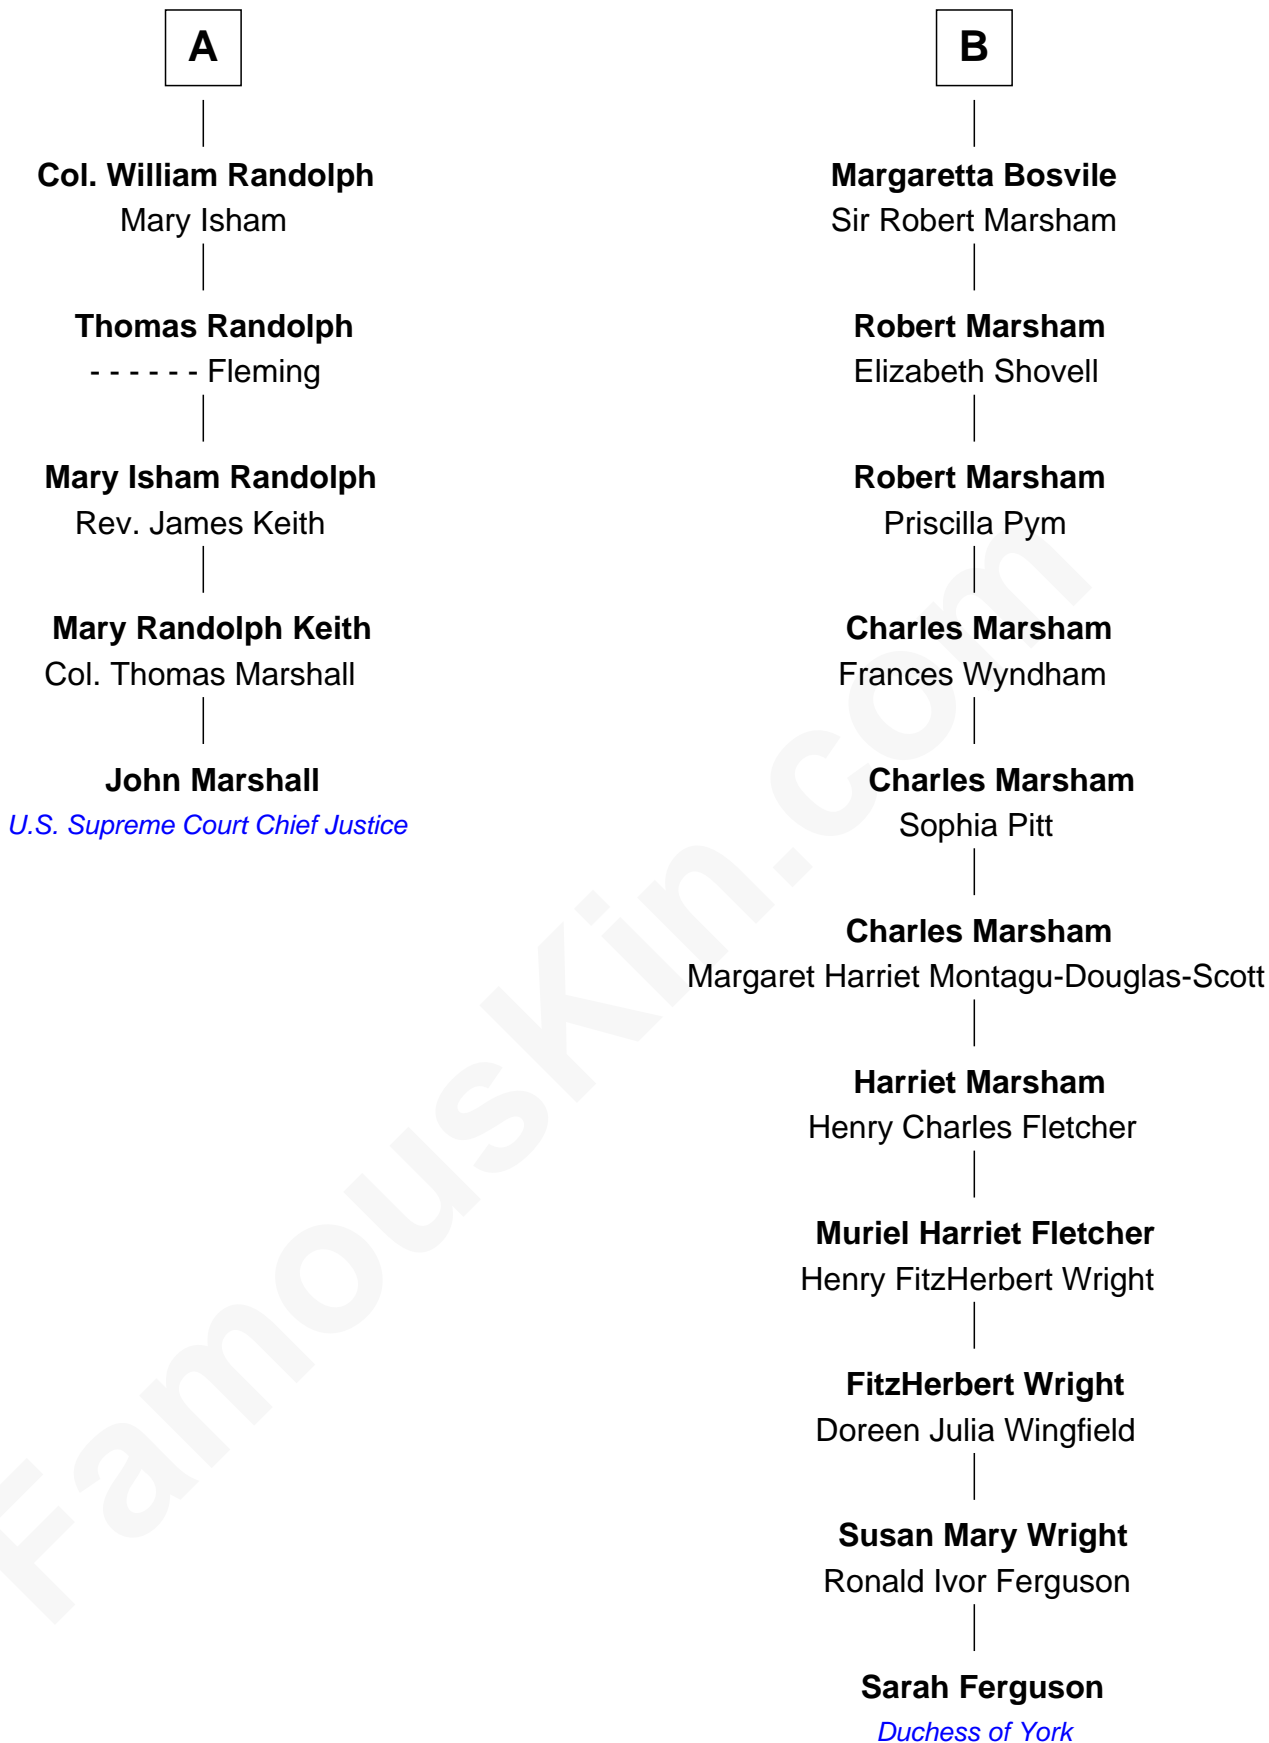 A
Col. William Randolph
Mary Isham
Thomas Randolph
- - - - - - Fleming
Mary Isham Randolph
Rev. James Keith
Mary Randolph Keith
Col. Thomas Marshall
John Marshall
U.S. Supreme Court Chief Justice
B
Margaretta Bosvile
Sir Robert Marsham
Robert Marsham
Elizabeth Shovell
Robert Marsham
Priscilla Pym
Charles Marsham
Frances Wyndham
Charles Marsham
Sophia Pitt
Charles Marsham
Margaret Harriet Montagu-Douglas-Scott
Harriet Marsham
Henry Charles Fletcher
Muriel Harriet Fletcher
Henry FitzHerbert Wright
FitzHerbert Wright
Doreen Julia Wingfield
Susan Mary Wright
Ronald Ivor Ferguson
Sarah Ferguson
Duchess of York
FamousKin.com